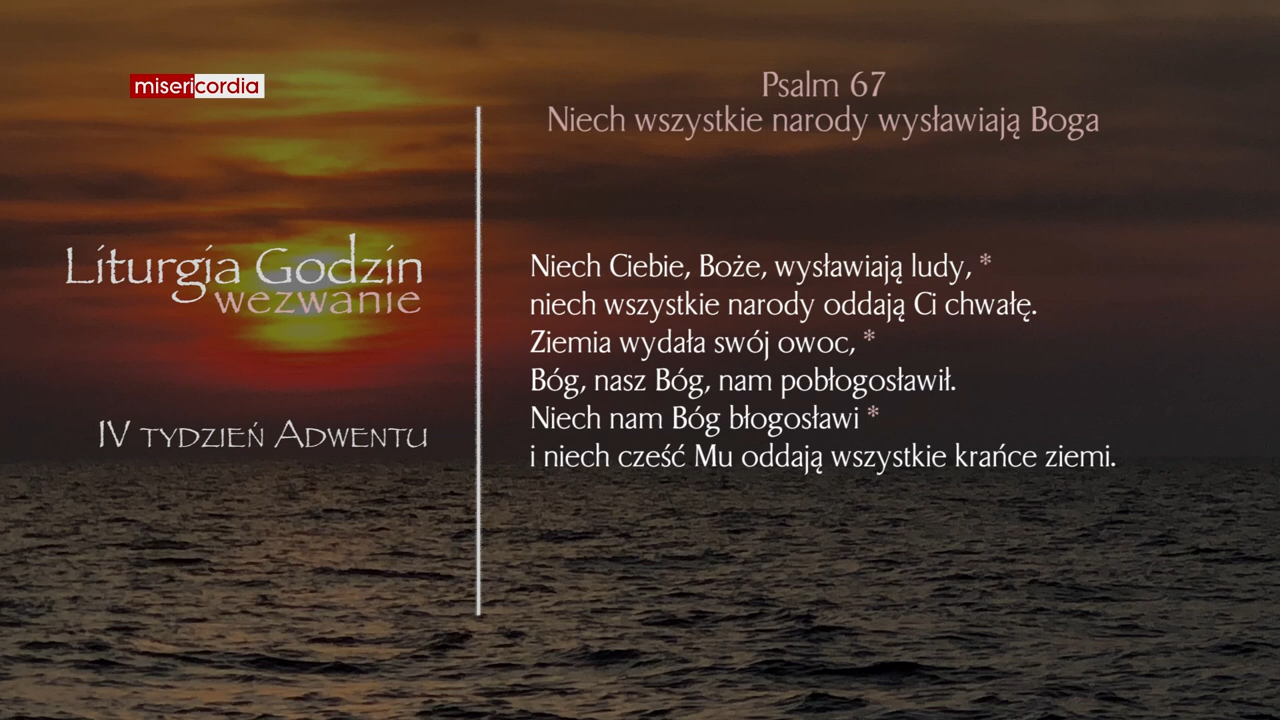 misericordia
Liturgia Godzin
wezwanie
IV tydzień Adwentu
Psalm 67
Niech wszystkie narody wysławiają Boga
Niech Ciebie, Boże, wysławiają ludy, *
niech wszystkie narody oddają Ci chwałę.
Ziemia wydała swój owoc, *
Bóg, nasz Bóg, nam pobłogosławił.
Niech nam Bóg błogosławi *
i niech cześć Mu oddają wszystkie krańce ziemi.